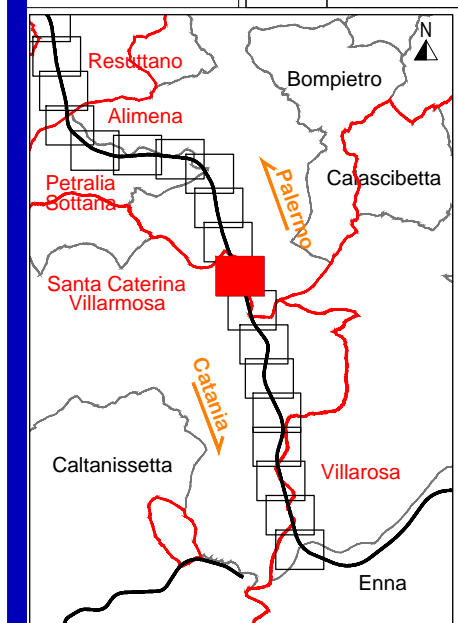 N
Resuttano
Bompietro
Alimena
Calascibetta
Petralia
Sottana
Palermo
Santa Caterina
Villarmosa
Catania
Caltanissetta
Villarosa
Enna